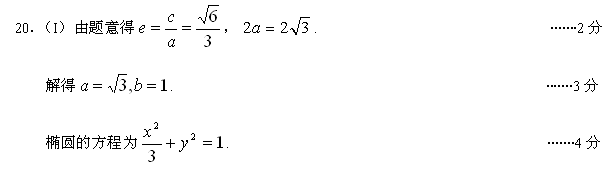 20.（I）由题意得 e = c/a = √6/3， 2a = 2√3 . ·······2 分
解得 a = √3, b = 1. ·······3 分
椭圆的方程为 x²/3 + y² = 1. ·······4 分